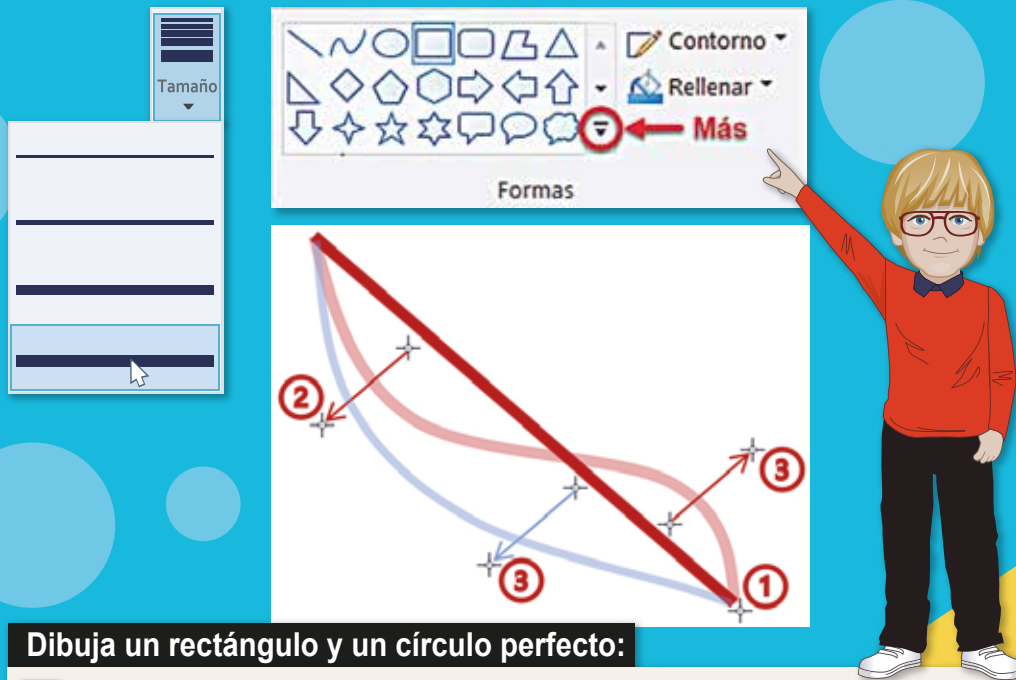 Tamaño
Contorno
Rellenar
Más
Formas
2
3
3
1
Dibuja un rectángulo y un círculo perfecto: